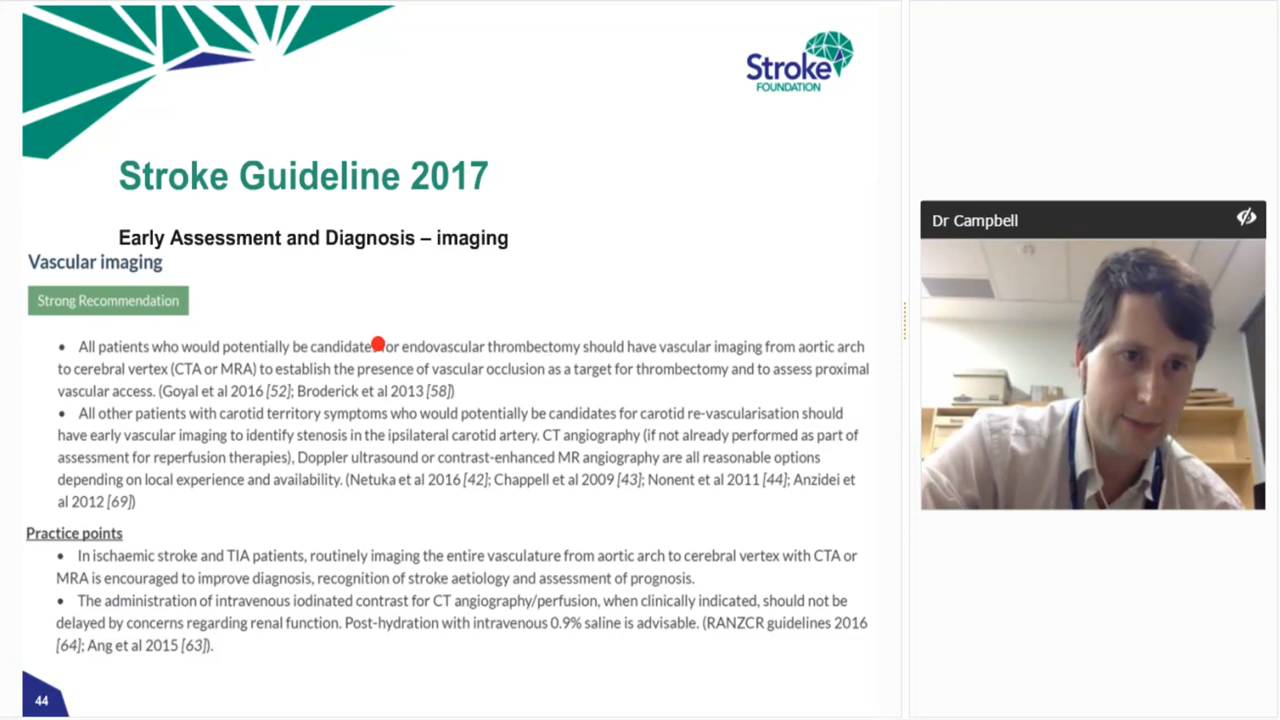 Stroke
FOUNDATION
Stroke Guideline 2017
Early Assessment and Diagnosis – imaging
Vascular imaging
Strong Recommendation
• All patients who would potentially be candidates for endovascular thrombectomy should have vascular imaging from aortic arch
to cerebral vertex (CTA or MRA) to establish the presence of vascular occlusion as a target for thrombectomy and to assess proximal
vascular access. (Goyal et al 2016 [52]; Broderick et al 2013 [58])
• All other patients with carotid territory symptoms who would potentially be candidates for carotid re-vascularisation should
have early vascular imaging to identify stenosis in the ipsilateral carotid artery. CT angiography (if not already performed as part of
assessment for reperfusion therapies), Doppler ultrasound or contrast-enhanced MR angiography are all reasonable options
depending on local experience and availability. (Netuka et al 2016 [42]; Chappell et al 2009 [43]; Nonent et al 2011 [44]; Anzidei et
al 2012 [69])
Practice points
• In ischaemic stroke and TIA patients, routinely imaging the entire vasculature from aortic arch to cerebral vertex with CTA or
MRA is encouraged to improve diagnosis, recognition of stroke aetiology and assessment of prognosis.
• The administration of intravenous iodinated contrast for CT angiography/perfusion, when clinically indicated, should not be
delayed by concerns regarding renal function. Post-hydration with intravenous 0.9% saline is advisable. (RANZCR guidelines 2016
[64]; Ang et al 2015 [63]).
44
Dr Campbell